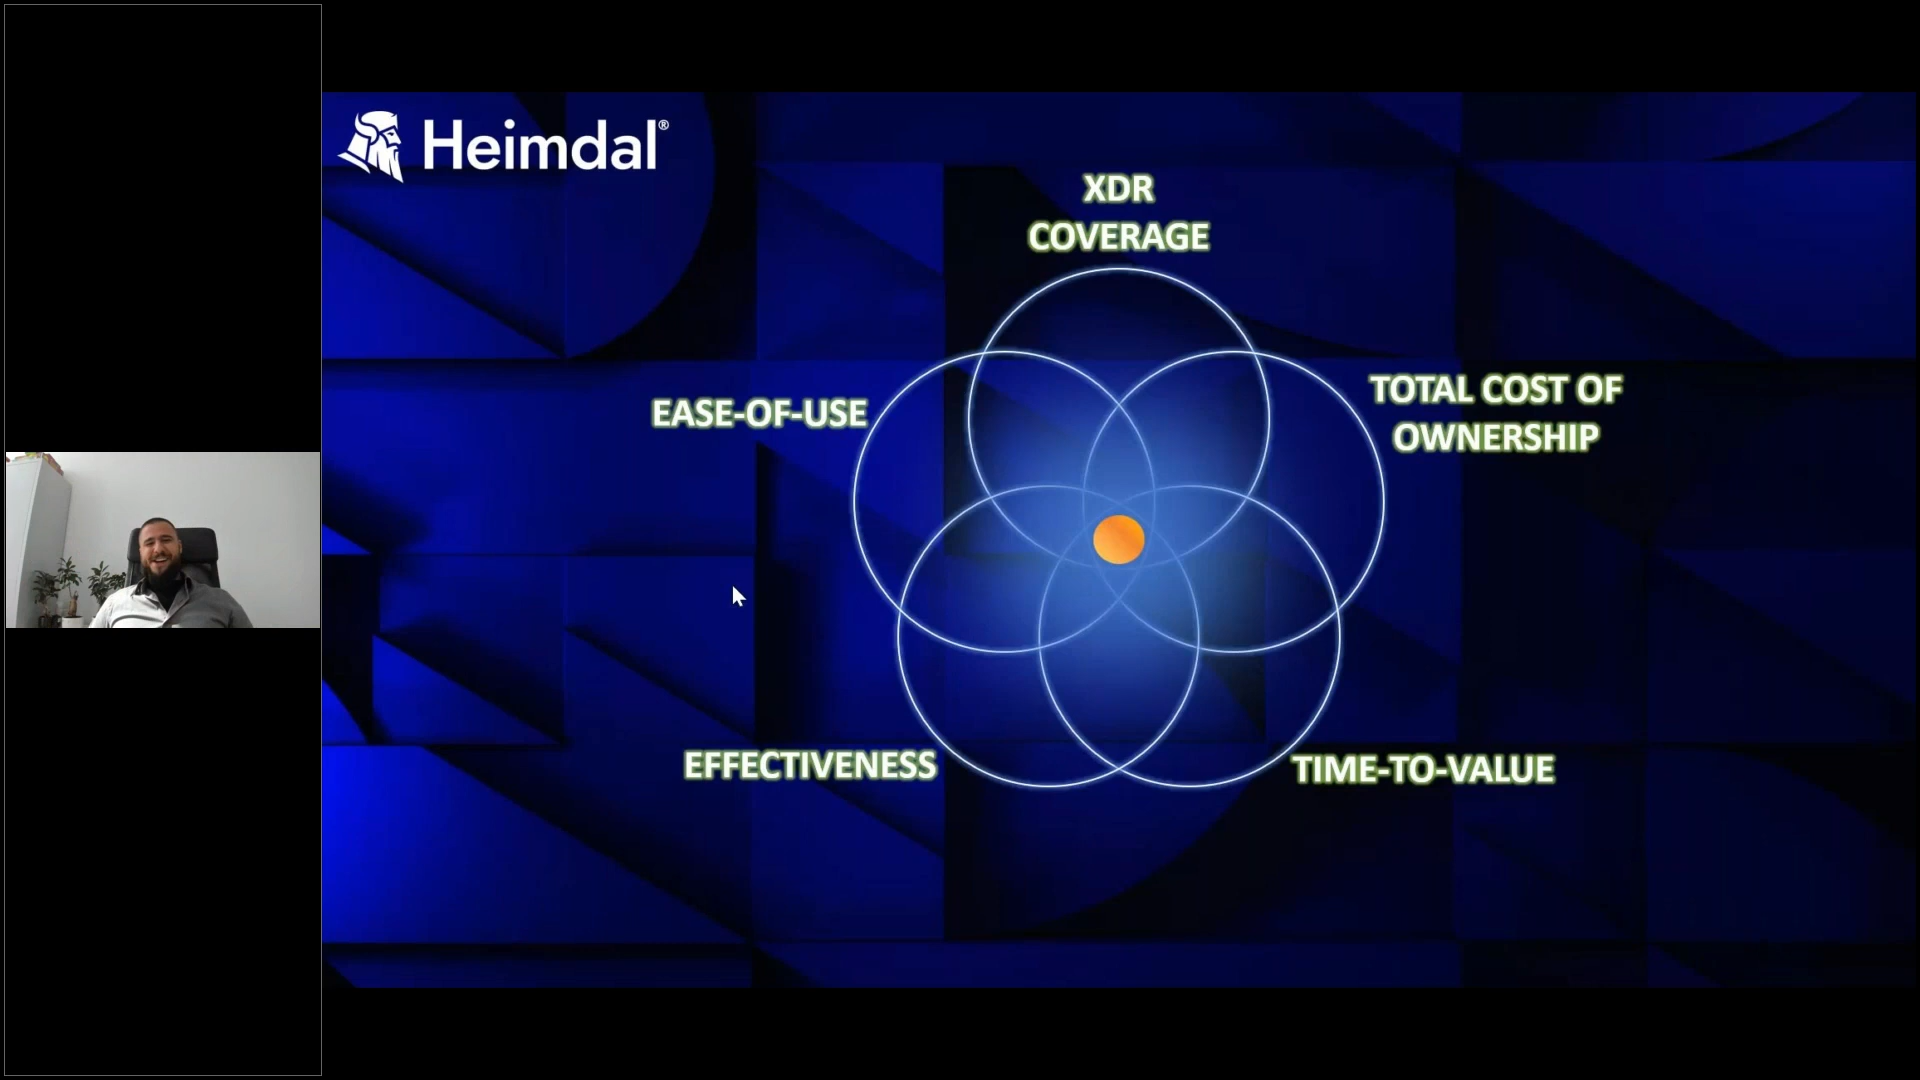 Heimdal®
XDR
COVERAGE
EASE-OF-USE
TOTAL COST OF
OWNERSHIP
EFFECTIVENESS
TIME-TO-VALUE